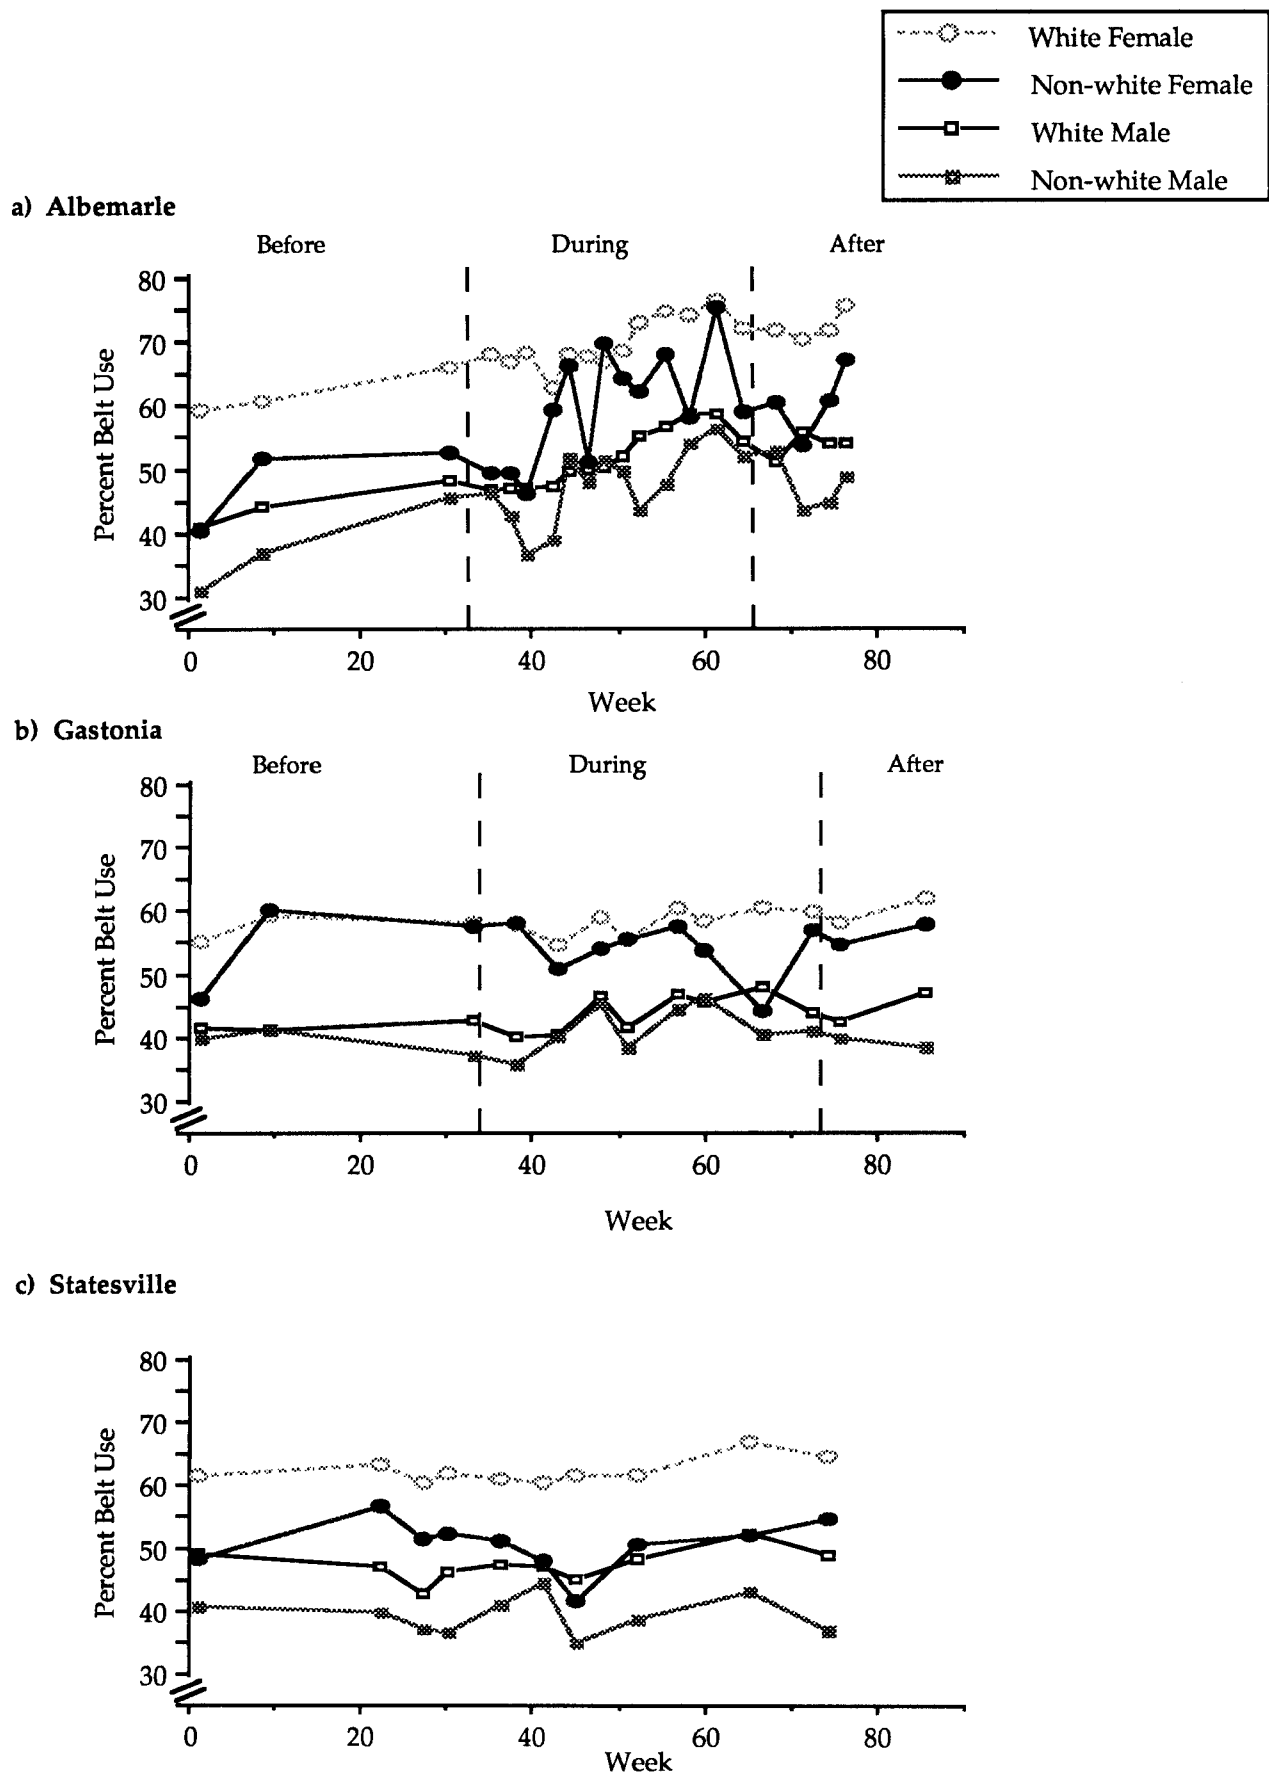 White Female
Non-white Female
White Male
Non-white Male
a) Albemarle
Before During After
80
70
60
50
40
30
Percent Belt Use
0 20 40 60 80
Week
b) Gastonia
Before During After
80
70
60
50
40
30
Percent Belt Use
0 20 40 60 80
Week
c) Statesville
80
70
60
50
40
30
Percent Belt Use
0 20 40 60 80
Week